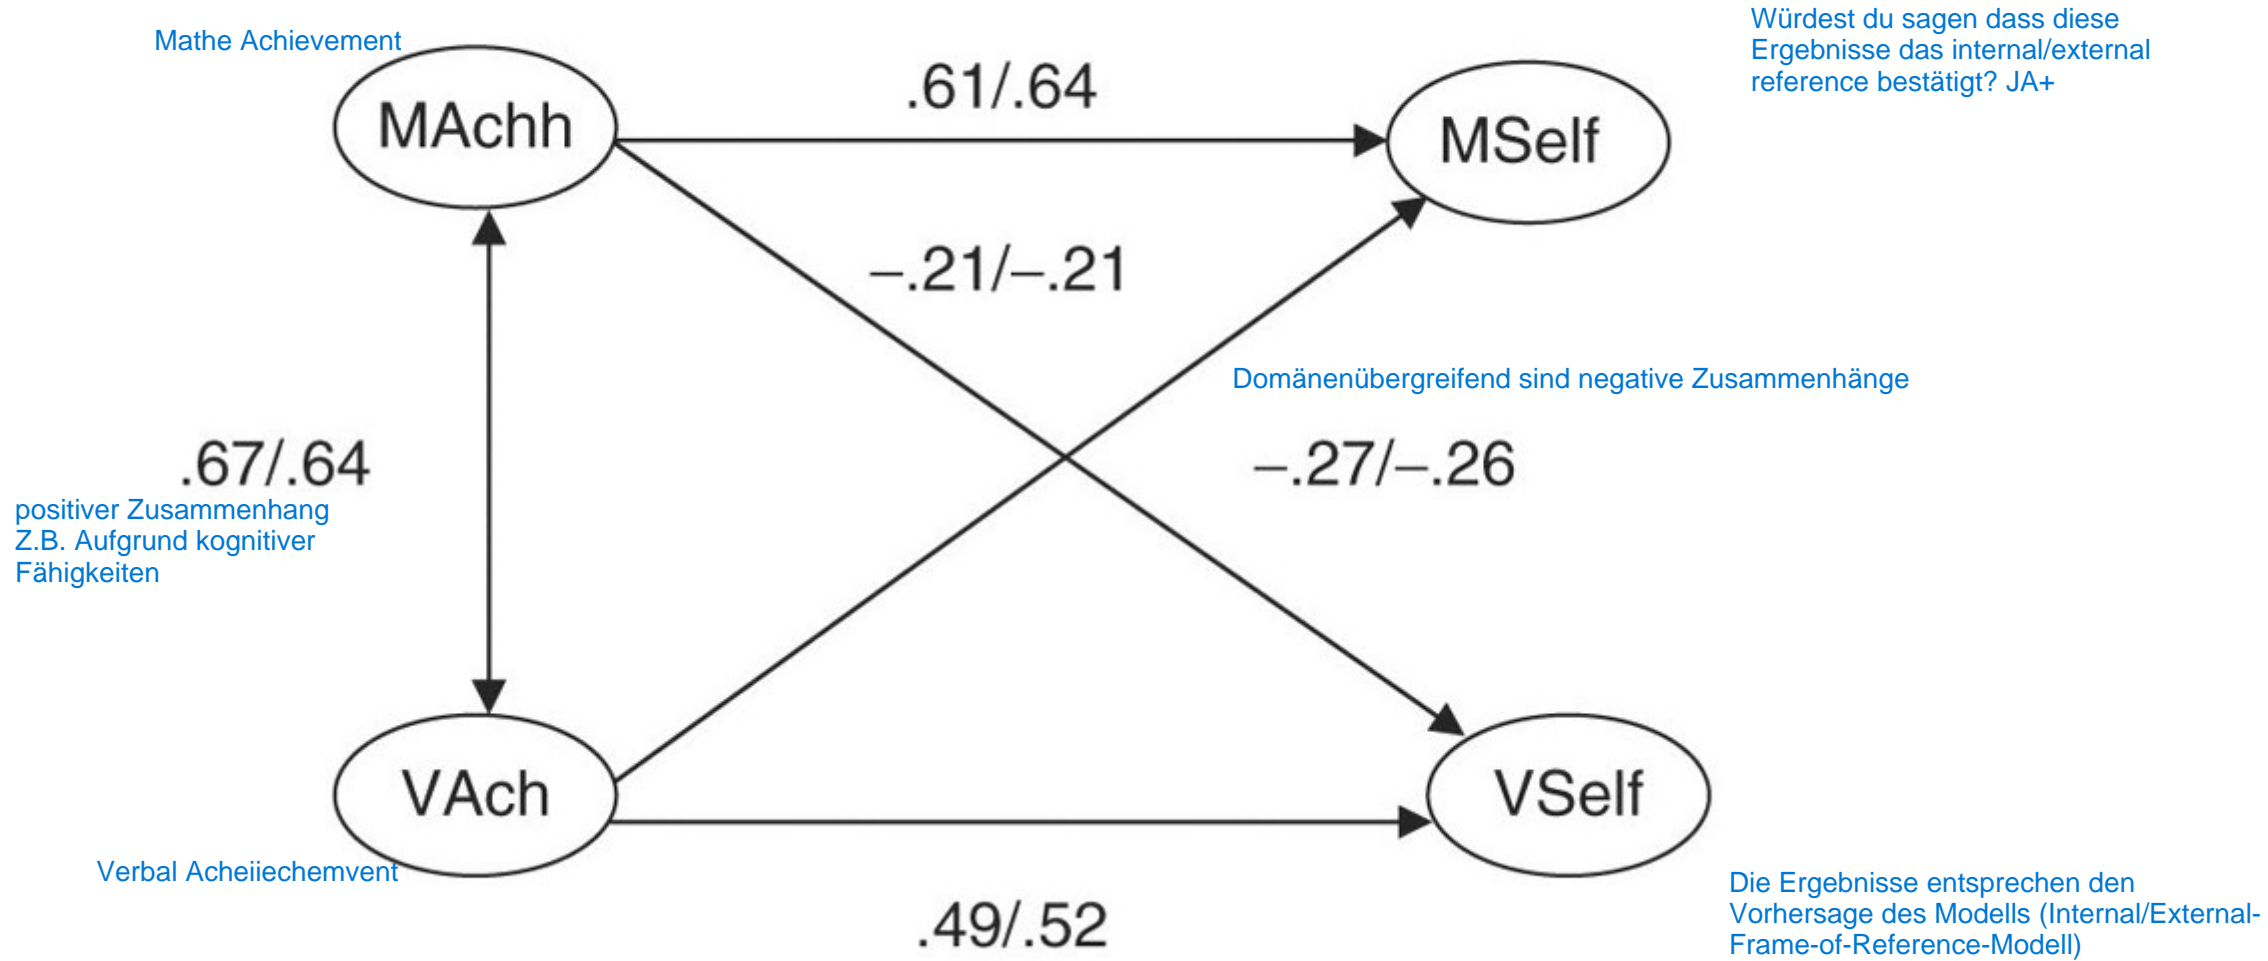 Mathe Achievement
MAchh
.61/.64
MSelf
Würdest du sagen dass diese
Ergebnisse das internal/external
reference bestätigt? JA+
–.21/–.21
Domänenübergreifend sind negative Zusammenhänge
–.27/–.26
.67/.64
positiver Zusammenhang
Z.B. Aufgrund kognitiver
Fähigkeiten
VAch
VSelf
Verbal Acheiiechemvent
.49/.52
Die Ergebnisse entsprechen den
Vorhersage des Modells (Internal/External-
Frame-of-Reference-Modell)